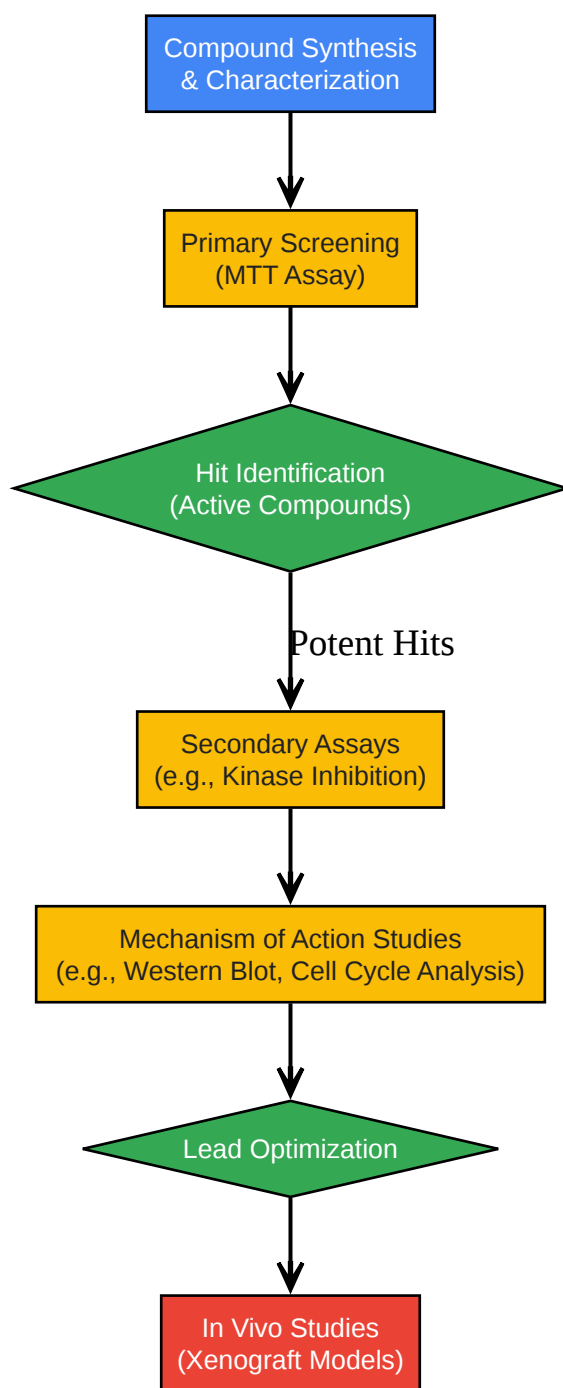 Compound Synthesis
& Characterization
Primary Screening
(MTT Assay)
Hit Identification
(Active Compounds)
Potent Hits
Secondary Assays
(e.g., Kinase Inhibition)
Mechanism of Action Studies
(e.g., Western Blot, Cell Cycle Analysis)
Lead Optimization
In Vivo Studies
(Xenograft Models)